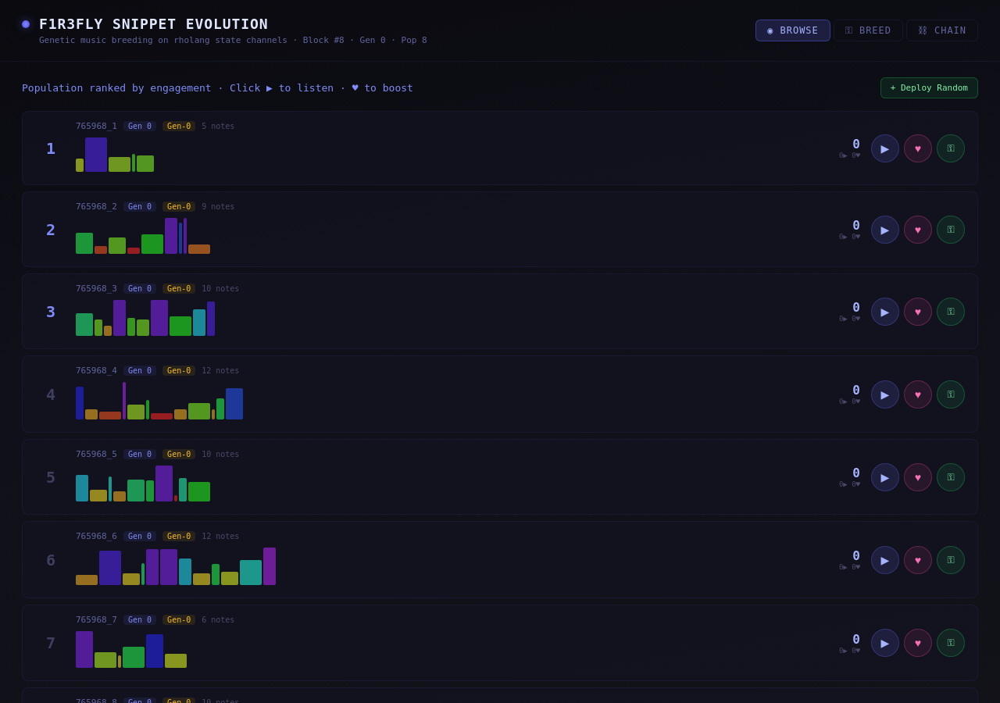 F1R3FLY SNIPPET EVOLUTION
Genetic music breeding on rholang state channels · Block #8 · Gen 0 · Pop 8
◉ BROWSE
⚿ BREED
⛓ CHAIN
Population ranked by engagement · Click ▶ to listen · ♥ to boost
+ Deploy Random
1
765968_1 Gen 0 Gen-0 5 notes
0
0▶ 0♥
▶ ♥ ⚿
2
765968_2 Gen 0 Gen-0 9 notes
0
0▶ 0♥
▶ ♥ ⚿
3
765968_3 Gen 0 Gen-0 10 notes
0
0▶ 0♥
▶ ♥ ⚿
4
765968_4 Gen 0 Gen-0 12 notes
0
0▶ 0♥
▶ ♥ ⚿
5
765968_5 Gen 0 Gen-0 10 notes
0
0▶ 0♥
▶ ♥ ⚿
6
765968_6 Gen 0 Gen-0 12 notes
0
0▶ 0♥
▶ ♥ ⚿
7
765968_7 Gen 0 Gen-0 6 notes
0
0▶ 0♥
▶ ♥ ⚿
765968_8 Gen 0 Gen-0 10 notes